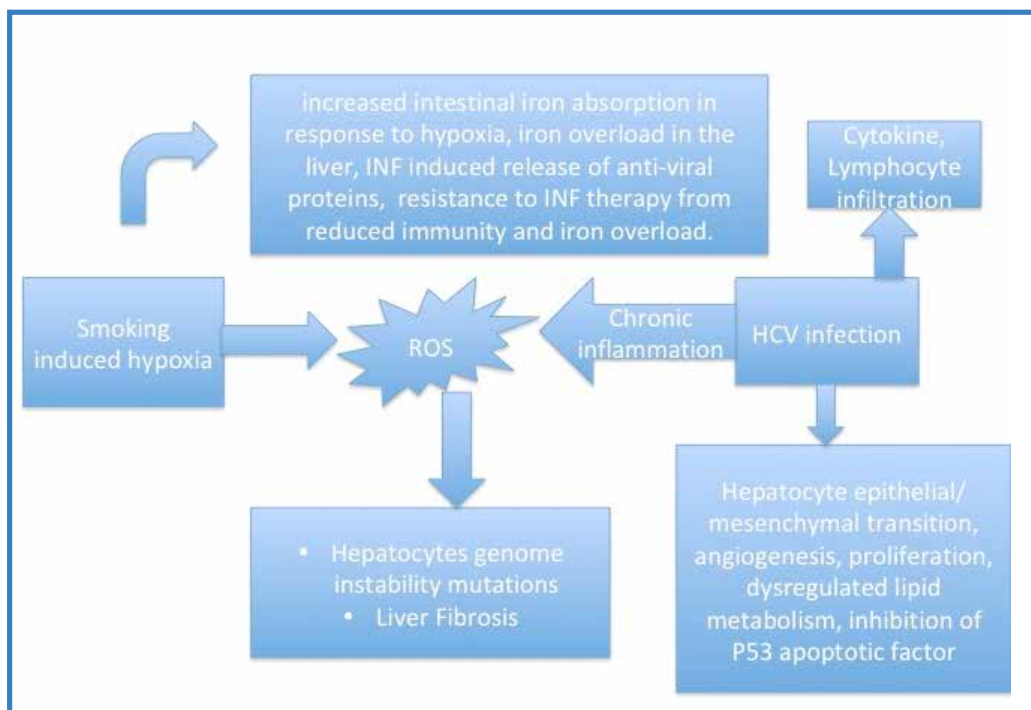 increased intestinal iron absorption in
response to hypoxia, iron overload in the
liver, INF induced release of anti-viral
proteins,  resistance to INF therapy from
reduced immunity and iron overload.
Cytokine,
Lymphocyte
infiltration
Smoking
induced hypoxia
ROS
Chronic
inflammation
HCV infection
• Hepatocytes genome
instability mutations
• Liver Fibrosis
Hepatocyte epithelial/
mesenchymal transition,
angiogenesis, proliferation,
dysregulated lipid
metabolism, inhibition of
P53 apoptotic factor